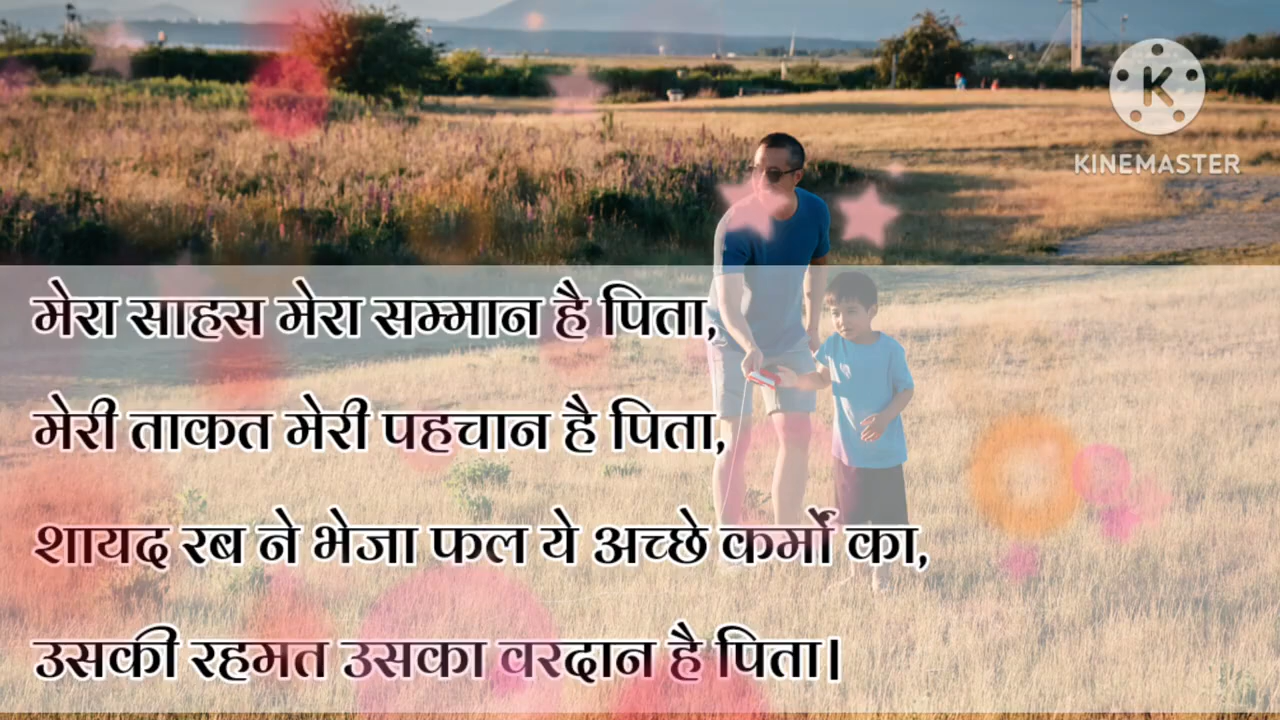 KINEMASTER
मेरा साहस मेरा सम्मान है पिता,
मेरी ताकत मेरी पहचान है पिता,
शायद रब ने भेजा फल ये अच्छे कर्मों का,
उसकी रहमत उसका वरदान है पिता।